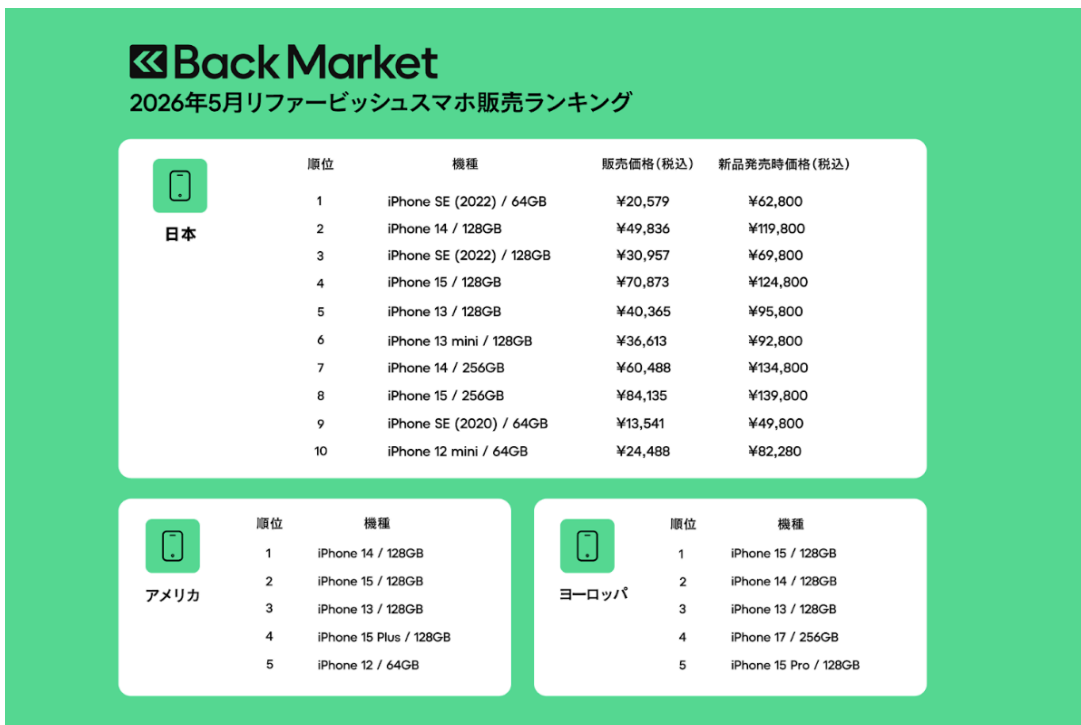 Back Market
2026年5月リファービッシュスマホ販売ランキング
日本
順位 機種 販売価格(税込) 新品発売時価格(税込)
1 iPhone SE (2022) / 64GB ¥20,579 ¥62,800
2 iPhone 14 / 128GB ¥49,836 ¥119,800
3 iPhone SE (2022) / 128GB ¥30,957 ¥69,800
4 iPhone 15 / 128GB ¥70,873 ¥124,800
5 iPhone 13 / 128GB ¥40,365 ¥95,800
6 iPhone 13 mini / 128GB ¥36,613 ¥92,800
7 iPhone 14 / 256GB ¥60,488 ¥134,800
8 iPhone 15 / 256GB ¥84,135 ¥139,800
9 iPhone SE (2020) / 64GB ¥13,541 ¥49,800
10 iPhone 12 mini / 64GB ¥24,488 ¥82,280
アメリカ
順位 機種
1 iPhone 14 / 128GB
2 iPhone 15 / 128GB
3 iPhone 13 / 128GB
4 iPhone 15 Plus / 128GB
5 iPhone 12 / 64GB
ヨーロッパ
順位 機種
1 iPhone 15 / 128GB
2 iPhone 14 / 128GB
3 iPhone 13 / 128GB
4 iPhone 17 / 256GB
5 iPhone 15 Pro / 128GB